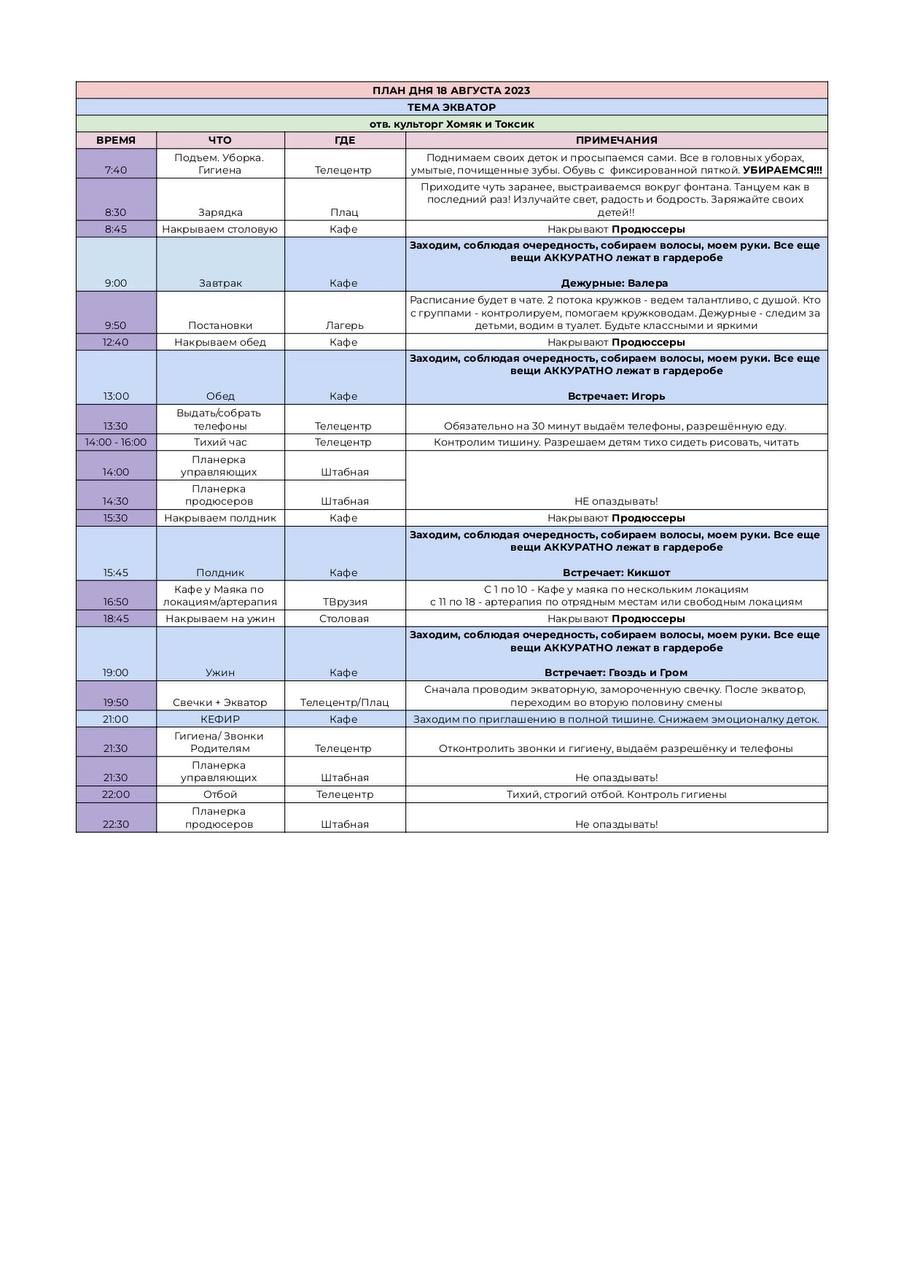 ПЛАН ДНЯ 18 АВГУСТА 2023
ТЕМА ЭКВАТОР
отв. культорг Хомяк и Токсик
ВРЕМЯ ЧТО ГДЕ ПРИМЕЧАНИЯ
7:40 Подъем. Уборка. Гигиена Телецентр Поднимаем своих деток и просыпаемся сами. Все в головных уборах,
умытые, почищенные зубы. Обувь с фиксированной пяткой. УБИРАЕМСЯ!!!
8:30 Зарядка Плац Приходите чуть заранее, выстраиваемся вокруг фонтана. Танцуем как в
последний раз! Излучайте свет, радость и бодрость. Заряжайте своих
детей!!
8:45 Накрываем столовую Кафе Накрывают Продюссеры
9:00 Завтрак Кафе Заходим, соблюдая очередность, собираем волосы, моем руки. Все еще
вещи АККУРАТНО лежат в гардеробе
Дежурные: Валера
9:50 Постановки Лагерь Расписание будет в чате. 2 потока кружков - ведем талантливо, с душой. Кто
с группами - контролируем, помогаем кружководам. Дежурные - следим за
детьми, водим в туалет. Будьте классными и яркими
12:40 Накрываем обед Кафе Накрывают Продюссеры
13:00 Обед Кафе Заходим, соблюдая очередность, собираем волосы, моем руки. Все еще
вещи АККУРАТНО лежат в гардеробе
Встречает: Игорь
13:30 Выдать/собрать телефоны Телецентр Обязательно на 30 минут выдаём телефоны, разрешённую еду.
14:00 - 16:00 Тихий час Телецентр Контролим тишину. Разрешаем детям тихо сидеть рисовать, читать
14:00 Планерка управляющих Штабная
14:30 Планерка продюсеров Штабная НЕ опаздывать!
15:30 Накрываем полдник Кафе Накрывают Продюссеры
15:45 Полдник Кафе Заходим, соблюдая очередность, собираем волосы, моем руки. Все еще
вещи АККУРАТНО лежат в гардеробе
Встречает: Кикшот
16:50 Кафе у Маяка по локациям/артерапия ТВрузия С 1 по 10 - Кафе у маяка по нескольким локациям
с 11 по 18 - артерапия по отрядным местам или свободным локациям
18:45 Накрываем на ужин Столовая Накрывают Продюссеры
19:00 Ужин Кафе Заходим, соблюдая очередность, собираем волосы, моем руки. Все еще
вещи АККУРАТНО лежат в гардеробе
Встречает: Гвоздь и Гром
19:50 Свечки + Экватор Телецентр/Плац Сначала проводим экваторную, замороченную свечку. После экватор,
переходим во вторую половину смены
21:00 КЕФИР Кафе Заходим по приглашению в полной тишине. Снижаем эмоционалку деток.
21:30 Гигиена/ Звонки Родителям Телецентр Отконтролить звонки и гигиену, выдаём разрешёнку и телефоны
21:30 Планерка управляющих Штабная Не опаздывать!
22:00 Отбой Телецентр Тихий, строгий отбой. Контроль гигиены
22:30 Планерка продюсеров Штабная Не опаздывать!